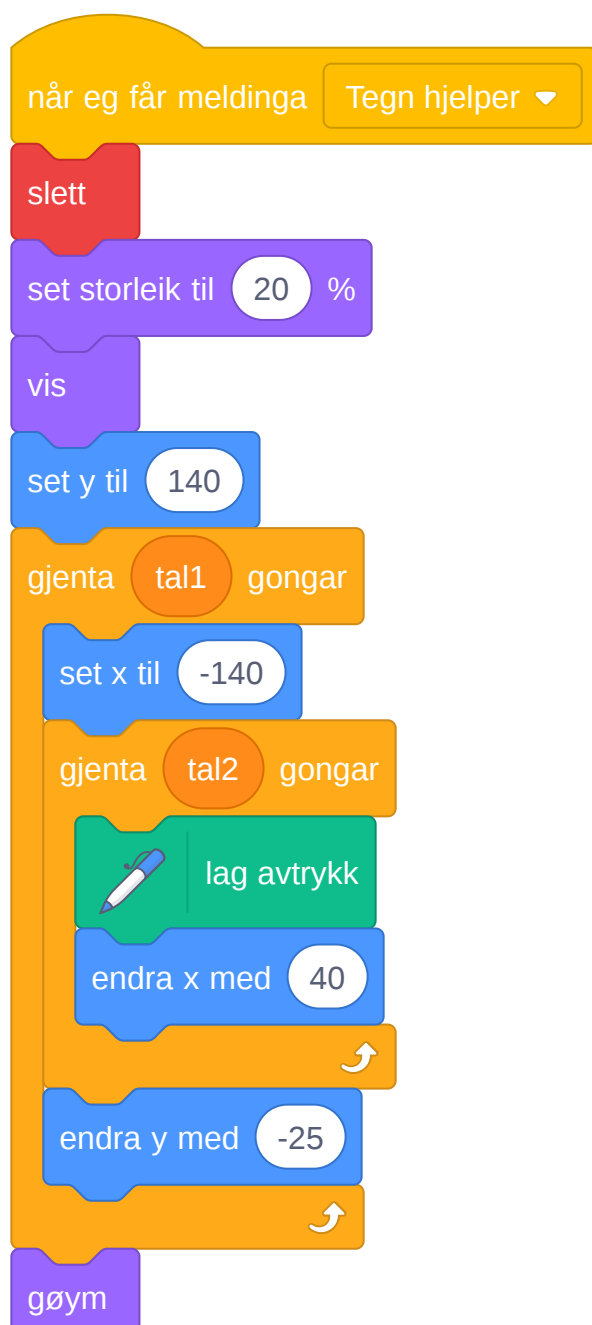 når eg får meldinga Tegn hjelper
slett
set storleik til 20 %
vis
set y til 140
gjenta tal1 gongar
set x til -140
gjenta tal2 gongar
lag avtrykk
endra x med 40
endra y med -25
gøym